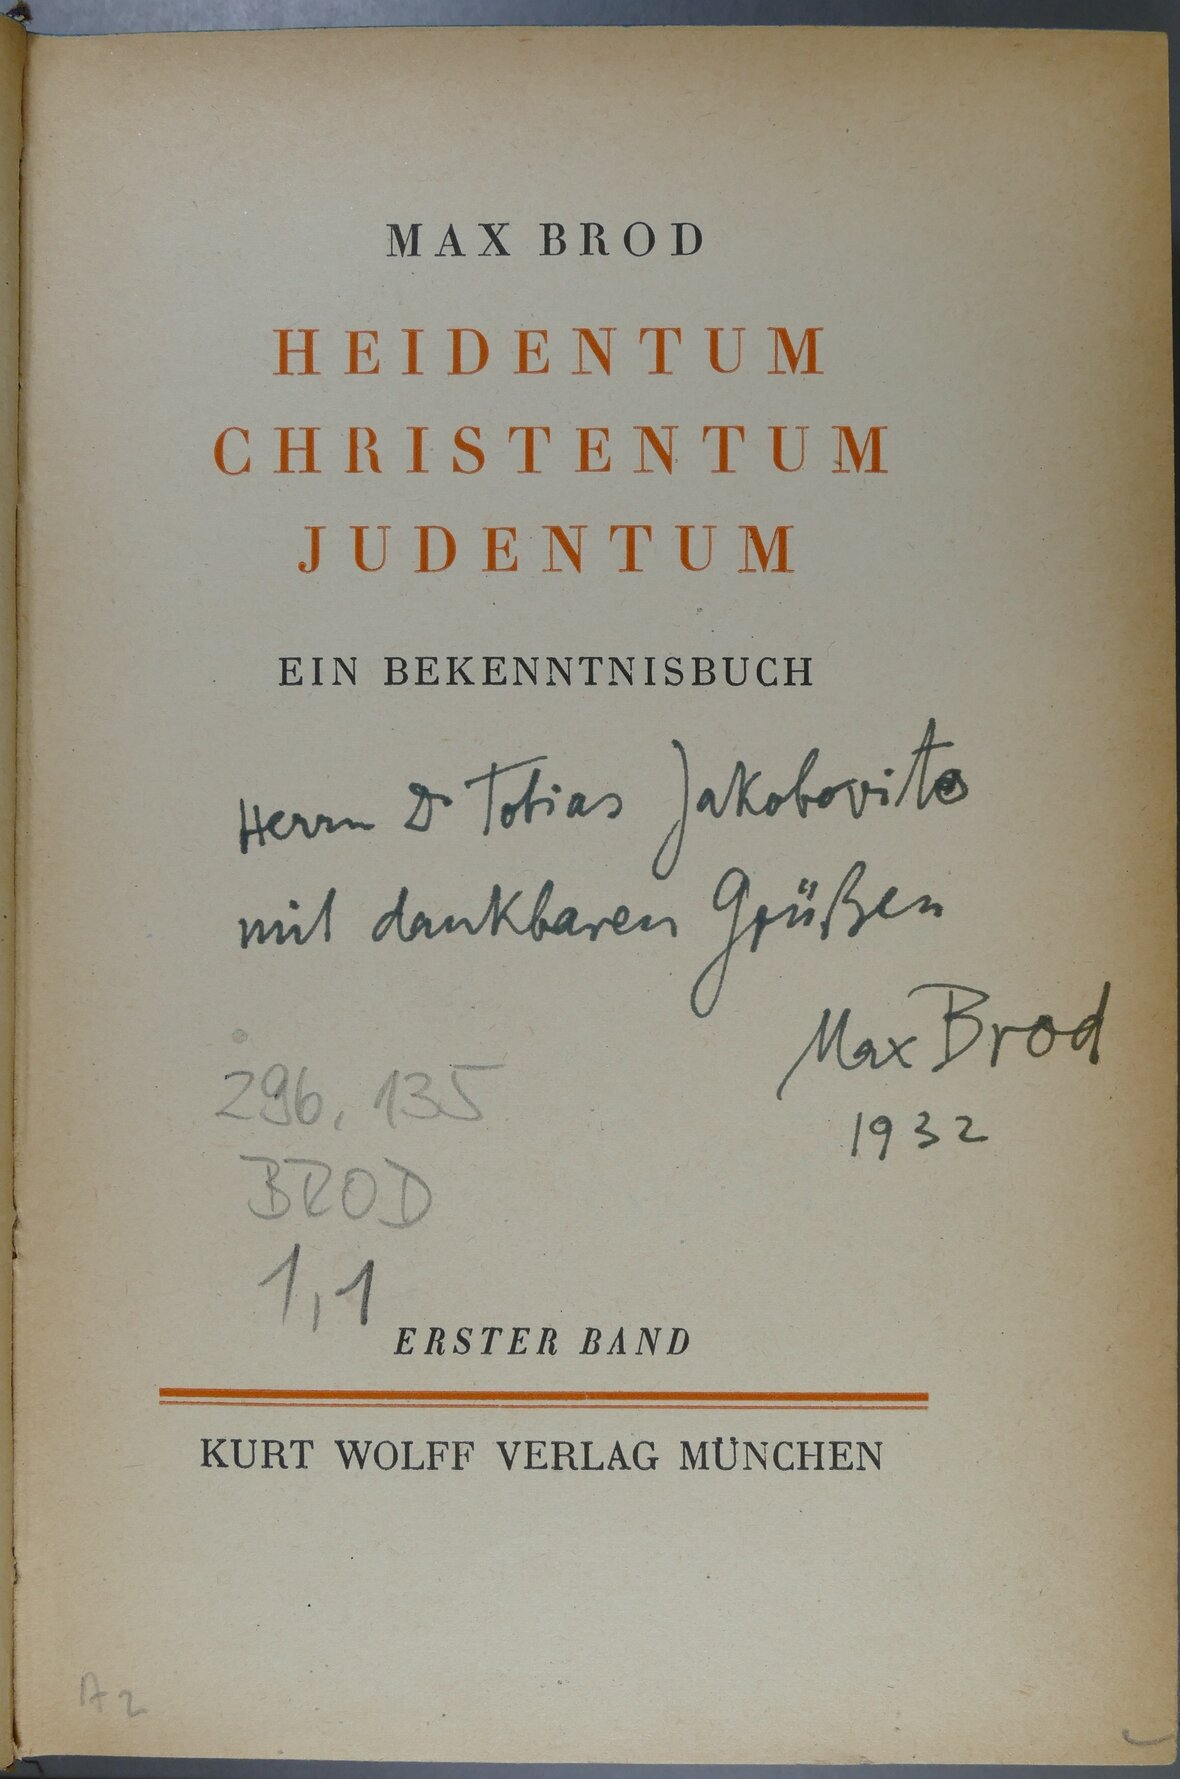 MAX BROD
HEIDENTUM
CHRISTENTUM
JUDENTUM
EIN BEKENNTNISBUCH
Herrn Dr Tobias Jakobovits
mit dankbaren Grüßen
Max Brod
1932
296.135
BROD
1,1
ERSTER BAND
KURT WOLFF VERLAG MÜNCHEN
A2